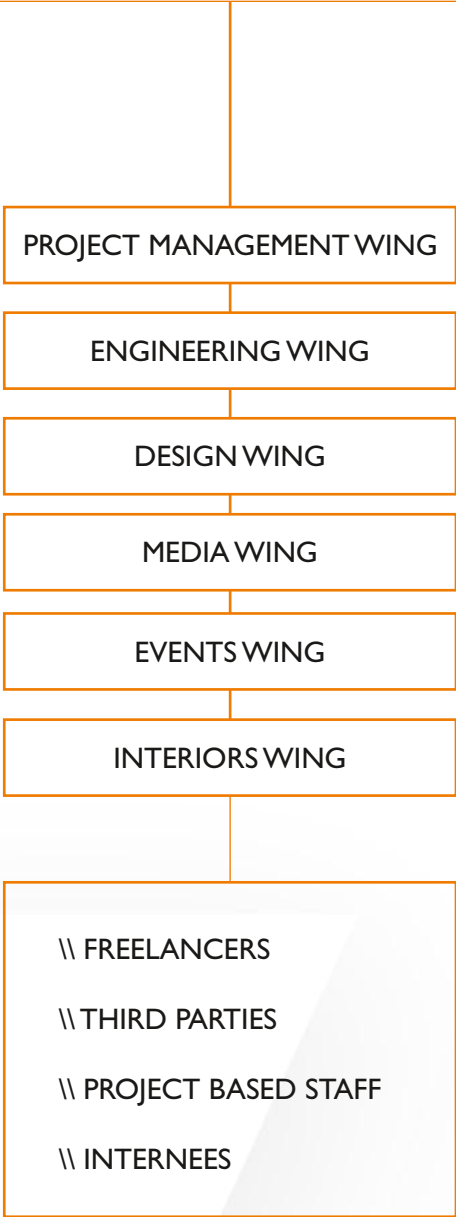 PROJECT MANAGEMENT WING
ENGINEERING WING
DESIGN WING
MEDIA WING
EVENTS WING
INTERIORS WING
\\ FREELANCERS
\\ THIRD PARTIES
\\ PROJECT BASED STAFF
\\ INTERNEES